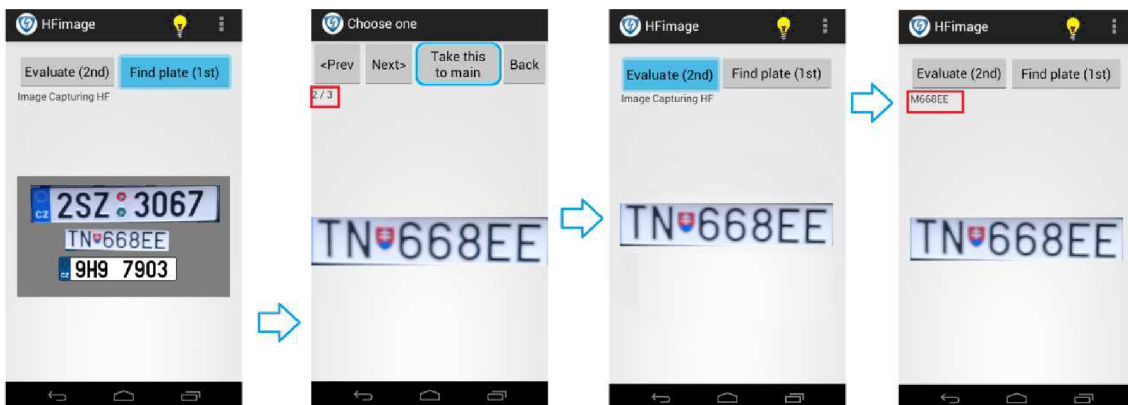 HFimage
Evaluate (2nd) Find plate (1st)
Image Capturing HF
CZ 2SZ 3067
TN 668EE
CZ 9H9 7903
Choose one
<Prev Next> Take this to main Back
2 / 3
TN 668EE
HFimage
Evaluate (2nd) Find plate (1st)
Image Capturing HF
TN 668EE
HFimage
Evaluate (2nd) Find plate (1st)
M668EE
TN 668EE